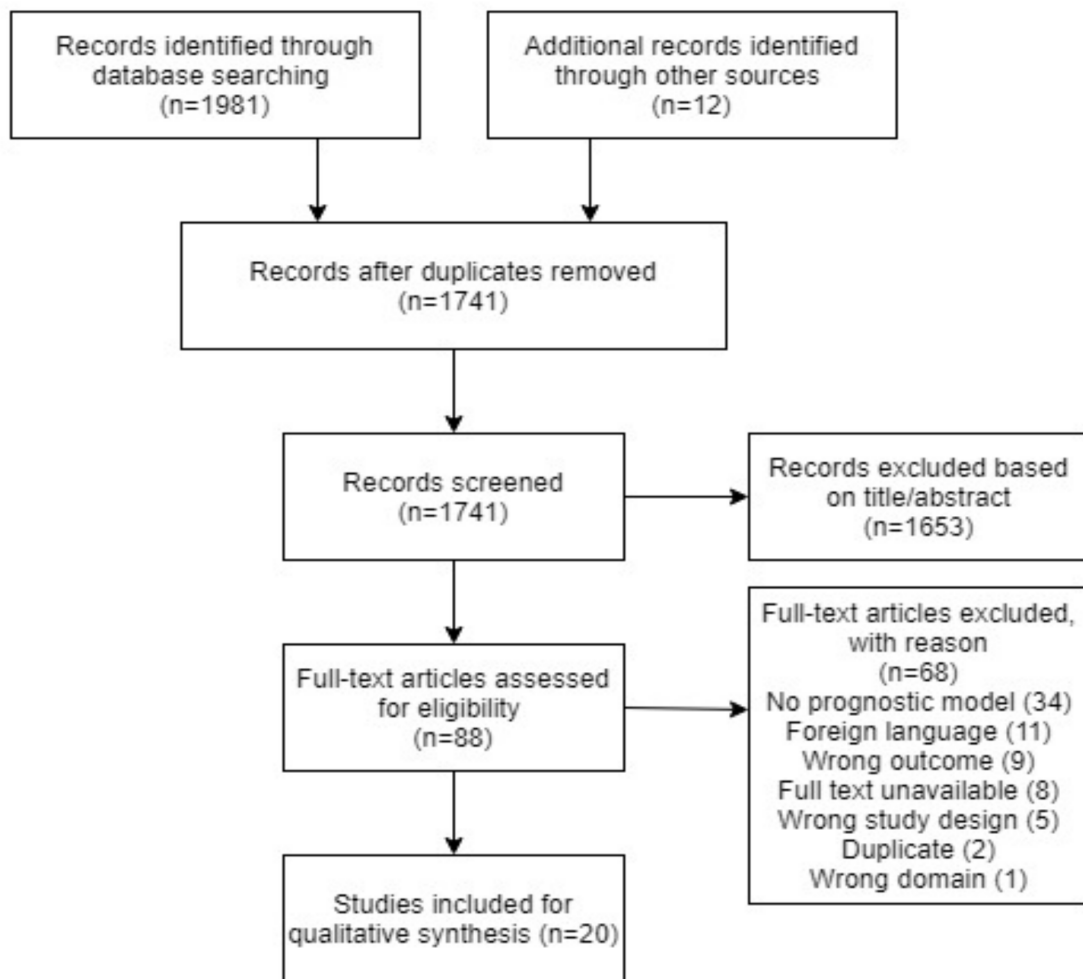 Records identified through
database searching
(n=1981)
Additional records identified
through other sources
(n=12)
Records after duplicates removed
(n=1741)
Records screened
(n=1741)
Records excluded based
on title/abstract
(n=1653)
Full-text articles assessed
for eligibility
(n=88)
Full-text articles excluded,
with reason
(n=68)
No prognostic model (34)
Foreign language (11)
Wrong outcome (9)
Full text unavailable (8)
Wrong study design (5)
Duplicate (2)
Wrong domain (1)
Studies included for
qualitative synthesis (n=20)